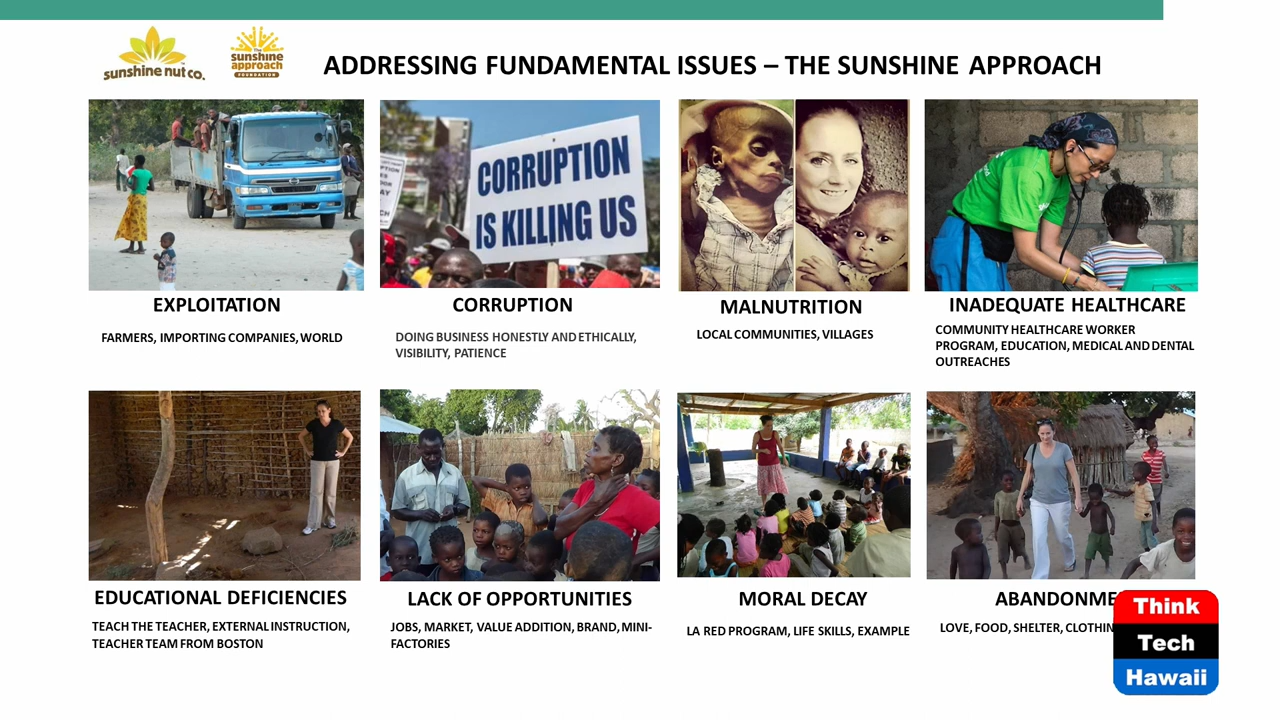 sunshine nut co.
the
sunshine
approach
FOUNDATION
ADDRESSING FUNDAMENTAL ISSUES – THE SUNSHINE APPROACH
CORRUPTION
IS KILLING US
EXPLOITATION
FARMERS, IMPORTING COMPANIES, WORLD
CORRUPTION
DOING BUSINESS HONESTLY AND ETHICALLY,
VISIBILITY, PATIENCE
MALNUTRITION
LOCAL COMMUNITIES, VILLAGES
INADEQUATE HEALTHCARE
COMMUNITY HEALTHCARE WORKER
PROGRAM, EDUCATION, MEDICAL AND DENTAL
OUTREACHES
EDUCATIONAL DEFICIENCIES
TEACH THE TEACHER, EXTERNAL INSTRUCTION,
TEACHER TEAM FROM BOSTON
LACK OF OPPORTUNITIES
JOBS, MARKET, VALUE ADDITION, BRAND, MINI-
FACTORIES
MORAL DECAY
LA RED PROGRAM, LIFE SKILLS, EXAMPLE
ABANDONME
LOVE, FOOD, SHELTER, CLOTHIN
Think
Tech
Hawaii